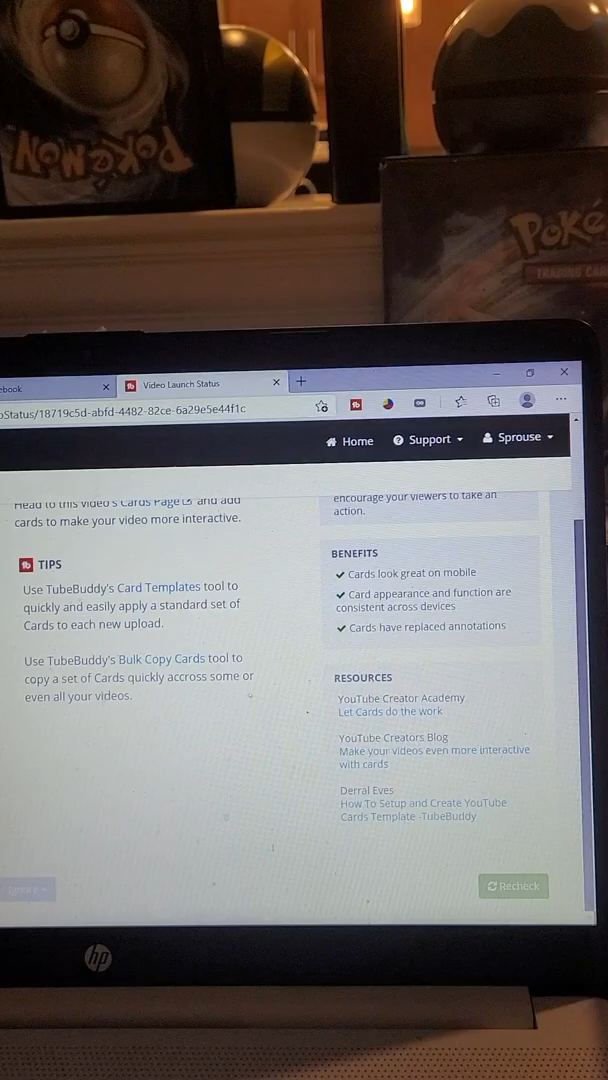 Pokémon
Poké
TRADING CA
ebook
Video Launch Status
oStatus/18719c5d-abfd-4482-82ce-6a29e5e44f1c
Home
Support
Sprouse
Head to this video's Cards Page and add
cards to make your video more interactive.
TIPS
Use TubeBuddy's Card Templates tool to
quickly and easily apply a standard set of
Cards to each new upload.
Use TubeBuddy's Bulk Copy Cards tool to
copy a set of Cards quickly accross some or
even all your videos.
encourage your viewers to take an
action.
BENEFITS
Cards look great on mobile
Card appearance and function are
consistent across devices
Cards have replaced annotations
RESOURCES
YouTube Creator Academy
Let Cards do the work
YouTube Creators Blog
Make your videos even more interactive
with cards
Derral Eves
How To Setup and Create YouTube
Cards Template -TubeBuddy
Recheck
hp